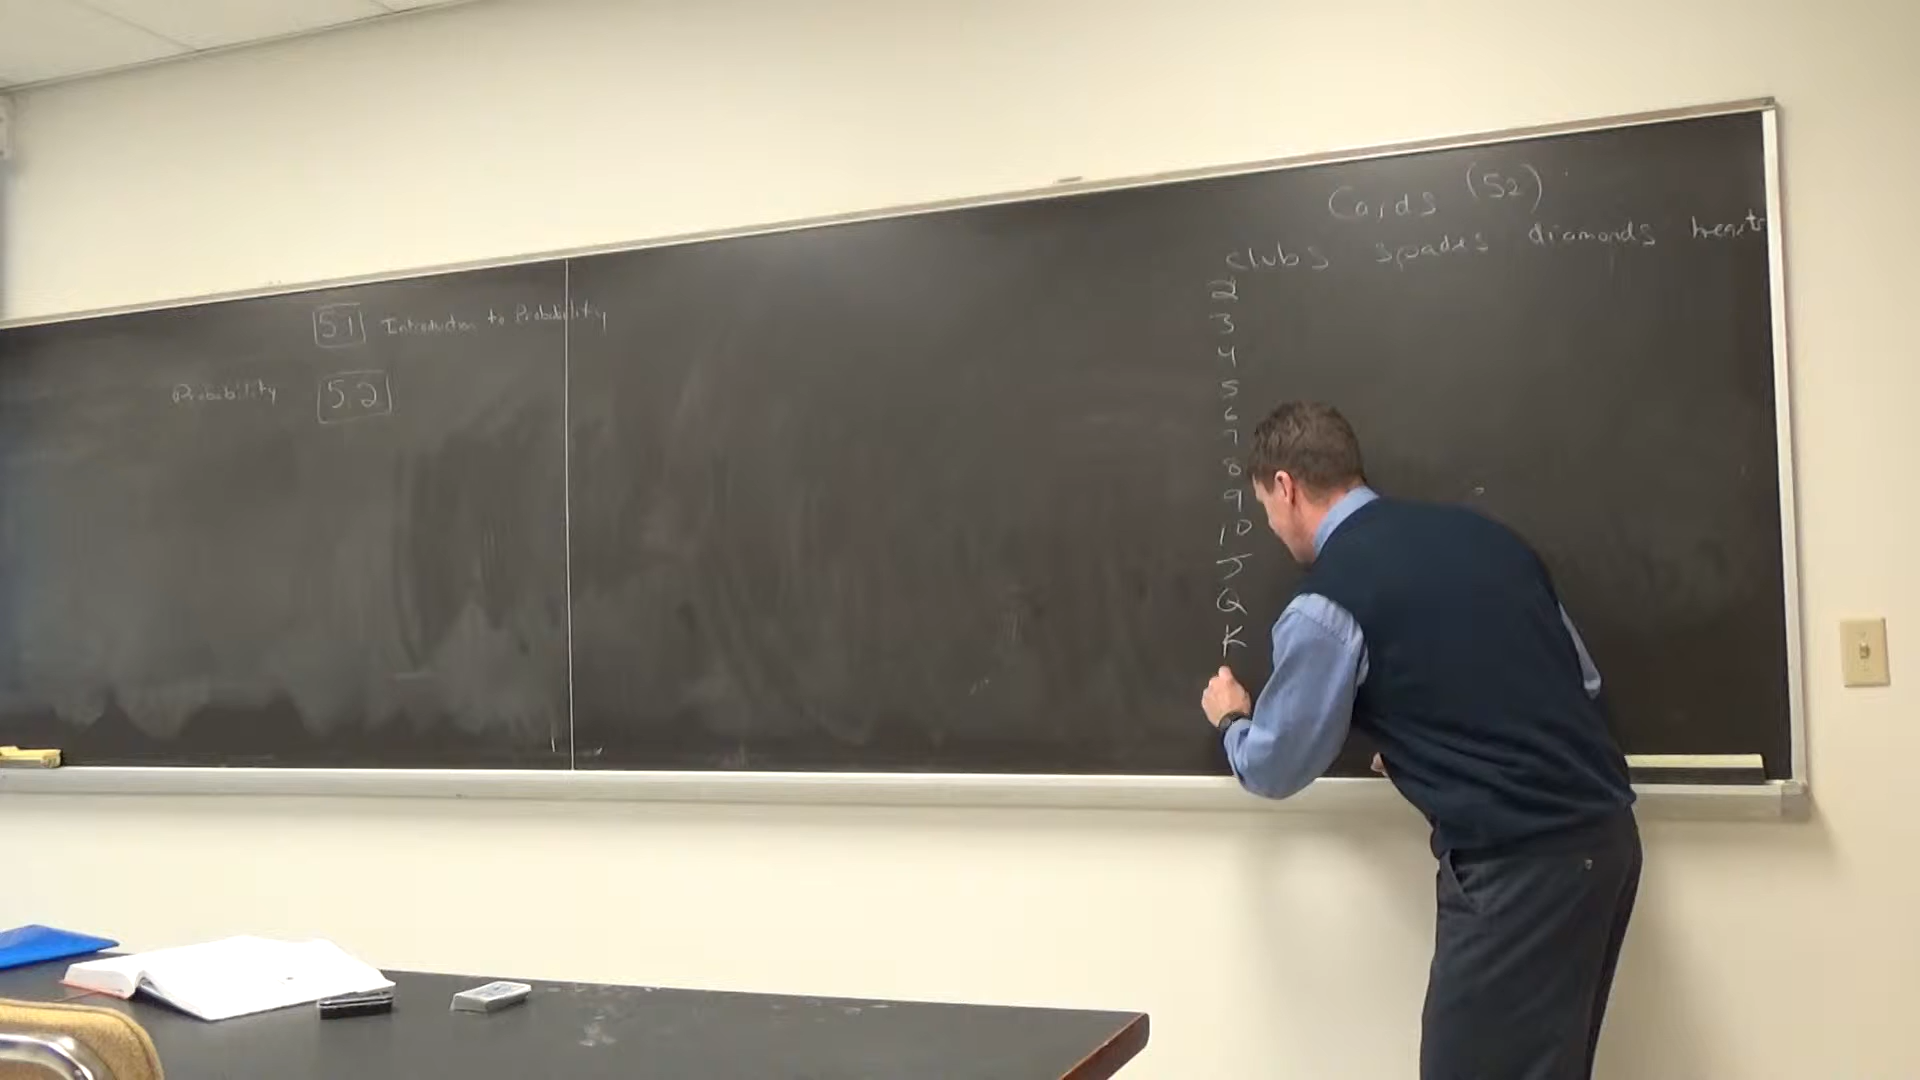 5.1 Introduction to Probability
Probability 5.2
Cards (52)
clubs spades diamonds hearts
2
3
4
5
6
7
8
9
10
J
Q
K